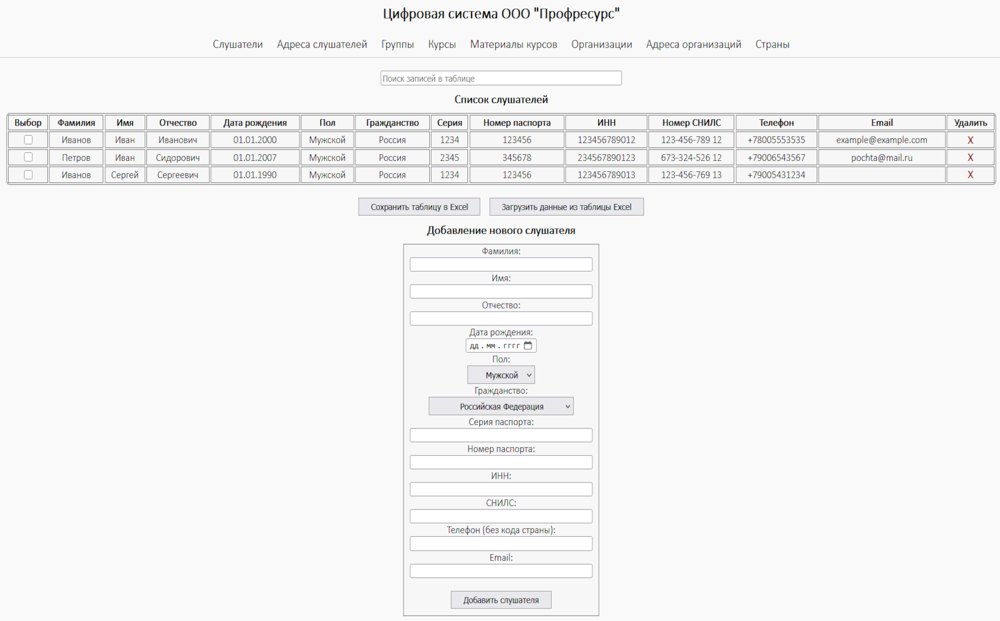 Цифровая система ООО "Профресурс"
Слушатели Адреса слушателей Группы Курсы Материалы курсов Организации Адреса организаций Страны
Поиск записей в таблице
Список слушателей
Выбор Фамилия Имя Отчество Дата рождения Пол Гражданство Серия Номер паспорта ИНН Номер СНИЛС Телефон Email Удалить
Иванов Иван Иванович 01.01.2000 Мужской Россия 1234 123456 123456789012 123-456-789 12 +78005553535 example@example.com X
Петров Иван Сидорович 01.01.2007 Мужской Россия 2345 345678 234567890123 673-324-526 12 +79006543567 pochta@mail.ru X
Иванов Сергей Сергеевич 01.01.1990 Мужской Россия 1234 123456 123456789013 123-456-769 13 +79005431234 X
Сохранить таблицу в Excel Загрузить данные из таблицы Excel
Добавление нового слушателя
Фамилия:
Имя:
Отчество:
Дата рождения:
дд . мм . гггг
Пол:
Мужской
Гражданство:
Российская Федерация
Серия паспорта:
Номер паспорта:
ИНН:
СНИЛС:
Телефон (без кода страны):
Email:
Добавить слушателя